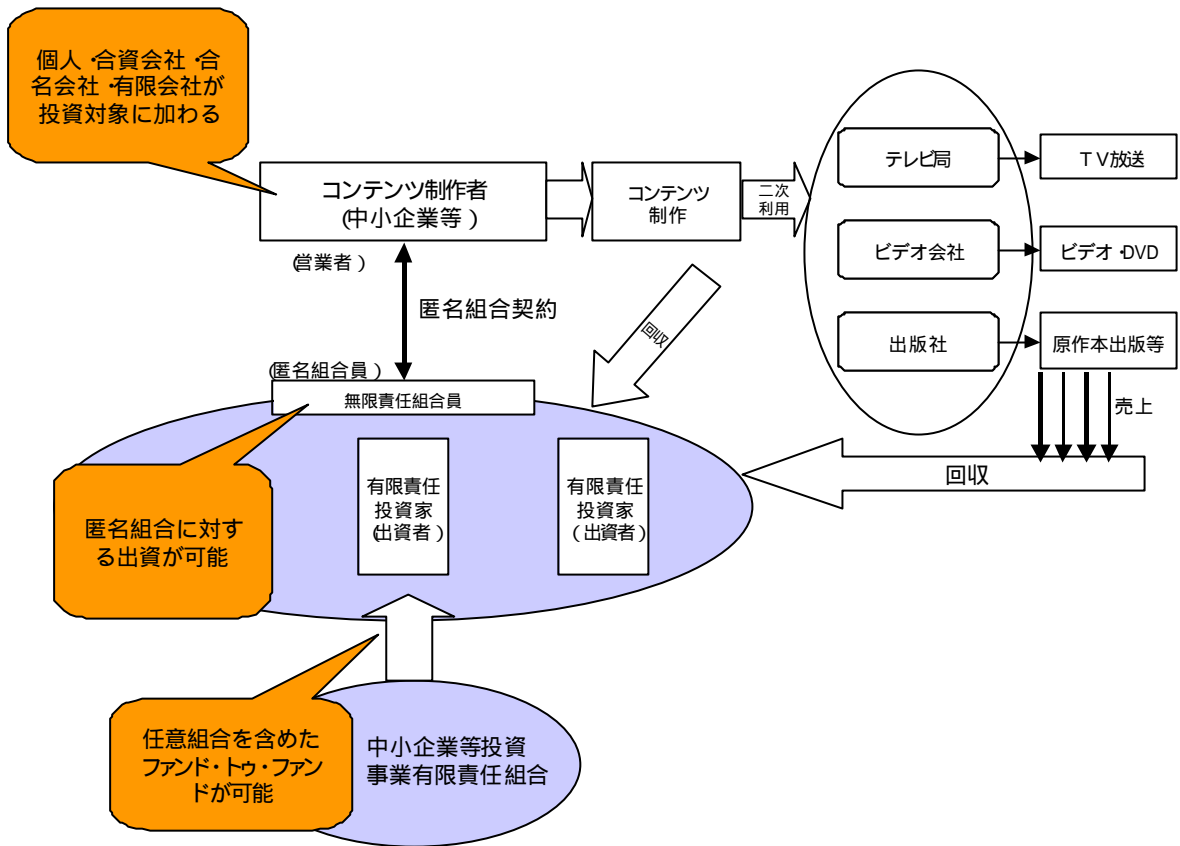 個人・合資会社・合
名会社・有限会社が
投資対象に加わる
コンテンツ制作者
(中小企業等)
コンテンツ
制作
二次
利用
テレビ局
TV放送
ビデオ会社
ビデオ・DVD
出版社
原作本出版等
(営業者)
匿名組合契約
回収
(匿名組合員)
無限責任組合員
売上
回収
有限責任
投資家
(出資者)
有限責任
投資家
(出資者)
匿名組合に対す
る出資が可能
任意組合を含めた
ファンド・トゥ・ファン
ドが可能
中小企業等投資
事業有限責任組合